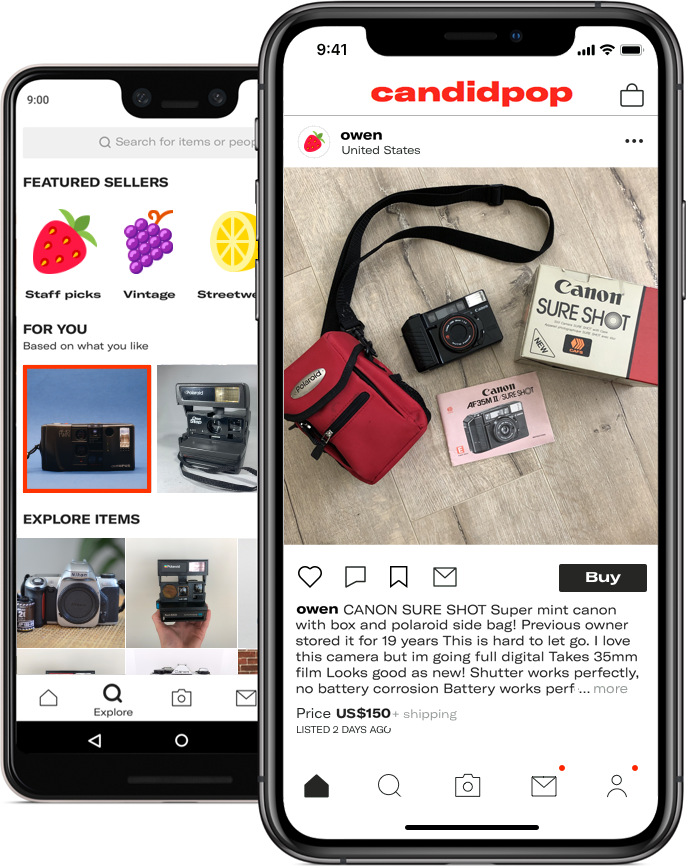 9:00
Search for items or peop
FEATURED SELLERS
Staff picks
Vintage
Streetwe
FOR YOU
Based on what you like
EXPLORE ITEMS
Explore
9:41
candidpop
owen
United States
Polaroid
Canon
Canon
SURE SHOT
NEW
Canon
AF35M II / SURE SHOT
E
Buy
owen CANON SURE SHOT Super mint canon
with box and polaroid side bag! Previous owner
stored it for 19 years This is hard to let go. I love
this camera but im going full digital Takes 35mm
film Looks good as new! Shutter works perfectly,
no battery corrosion Battery works perf ... more
Price US$150 + shipping
LISTED 2 DAYS AGO